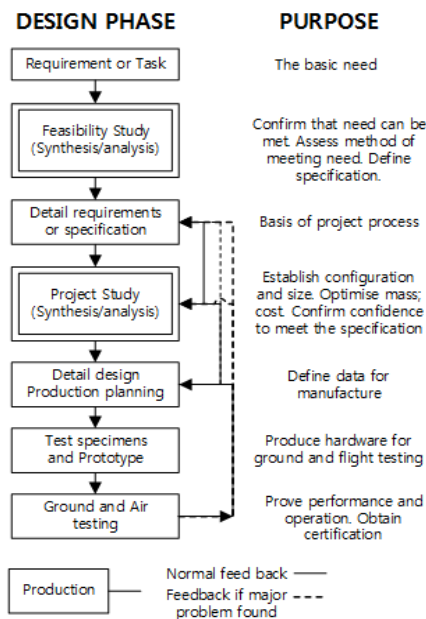 DESIGN PHASE
PURPOSE
Requirement or Task
The basic need
Feasibility Study
(Synthesis/analysis)
Confirm that need can be
met. Assess method of
meeting need. Define
specification.
Detail requirements
or specification
Basis of project process
Project Study
(Synthesis/analysis)
Establish configuration
and size. Optimise mass;
cost. Confirm confidence
to meet the specification
Detail design
Production planning
Define data for
manufacture
Test specimens
and Prototype
Produce hardware for
ground and flight testing
Ground and Air
testing
Prove performance and
operation. Obtain
certification
Production
Normal feed back
Feedback if major
problem found